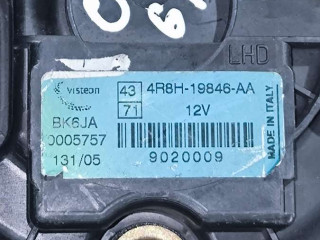 LHD
Visteon
43
71
4R8H-19846-AA
12V
BK6JA
0005757
131/05
9020009
MADE IN ITALY